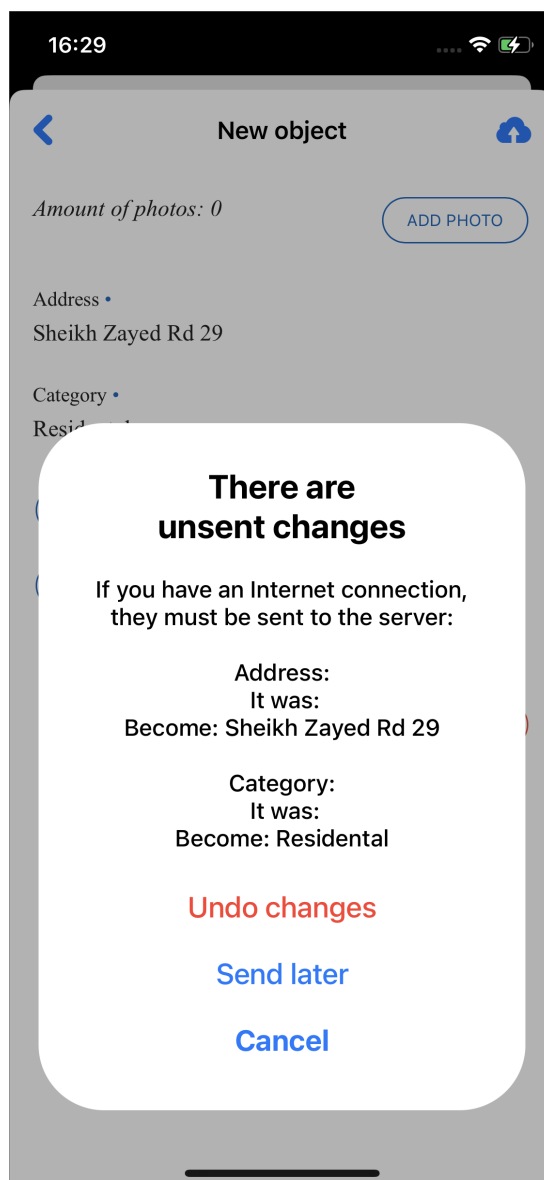 16:29
New object
Amount of photos: 0
ADD PHOTO
Address •
Sheikh Zayed Rd 29
Category •
There are
unsent changes
If you have an Internet connection,
they must be sent to the server:
Address:
It was:
Become: Sheikh Zayed Rd 29
Category:
It was:
Become: Residental
Undo changes
Send later
Cancel